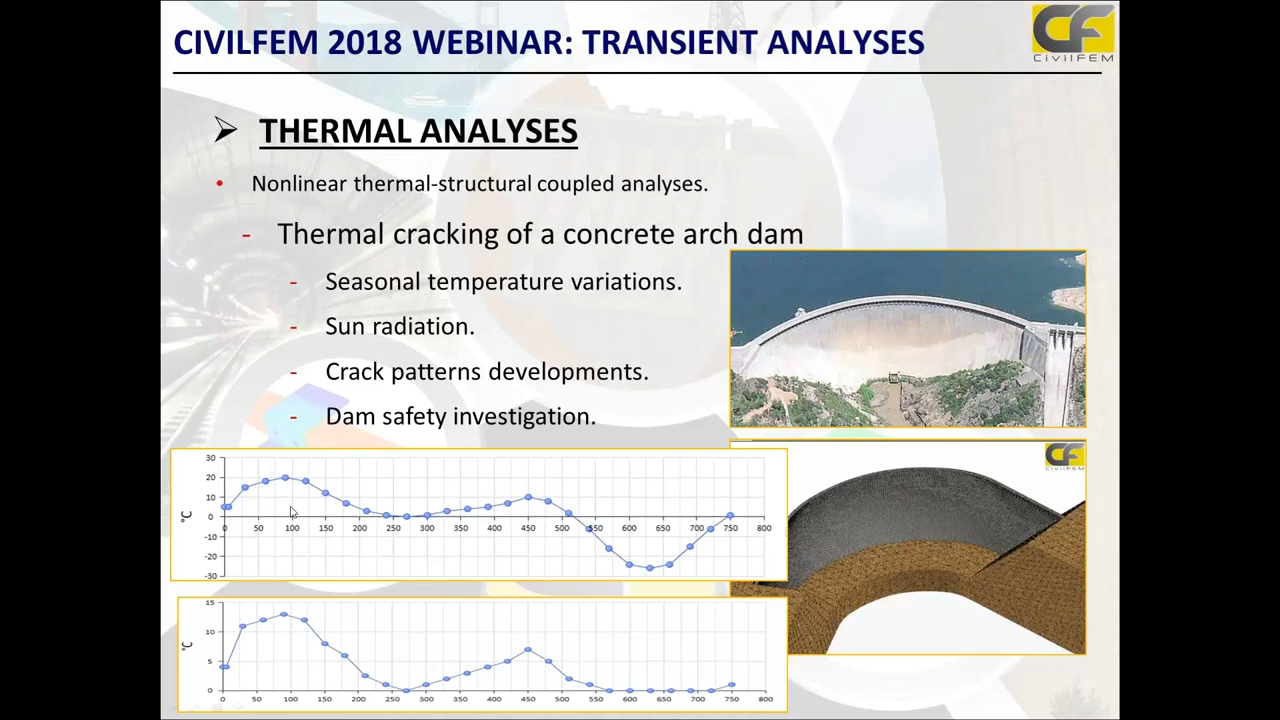 CIVILFEM 2018 WEBINAR: TRANSIENT ANALYSES
CF
CivilFEM
THERMAL ANALYSES
Nonlinear thermal-structural coupled analyses.
- Thermal cracking of a concrete arch dam
- Seasonal temperature variations.
- Sun radiation.
- Crack patterns developments.
- Dam safety investigation.
CF
CivilFEM
30
20
10
0
-10
-20
-30
°C
0 50 100 150 200 250 300 350 400 450 500 550 600 650 700 750 800
15
10
5
0
°C
0 50 100 150 200 250 300 350 400 450 500 550 600 650 700 750 800